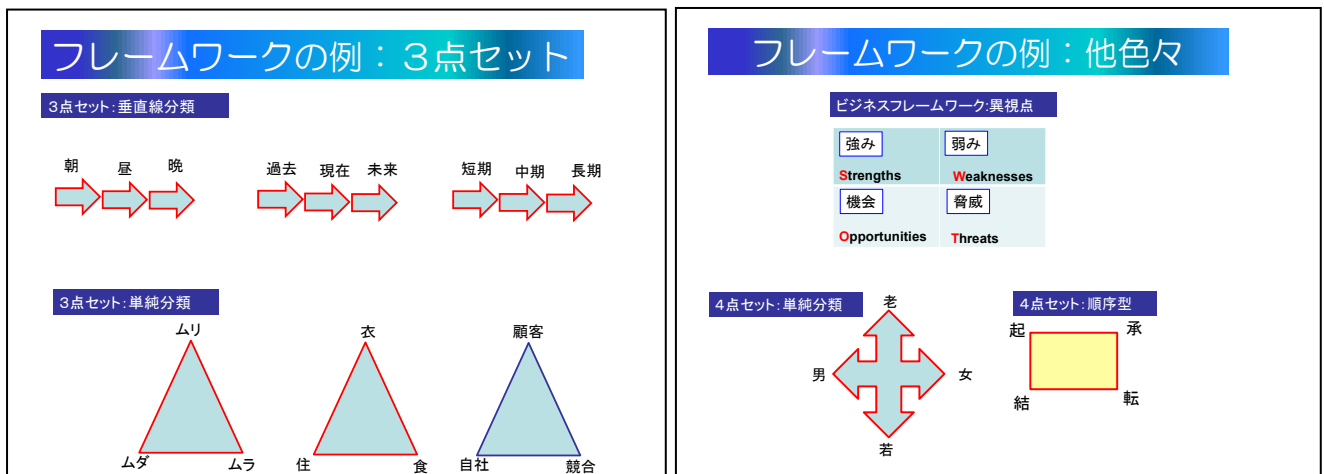 フレームワークの例：３点セット
3点セット：垂直線分類
朝 昼 晩
過去 現在 未来
短期 中期 長期
3点セット：単純分類
ムリ
ムダ ムラ
衣
住 食
顧客
自社 競合
フレームワークの例：他色々
ビジネスフレームワーク:異視点
強み 弱み
Strengths Weaknesses
機会 脅威
Opportunities Threats
4点セット：単純分類
老
男 女
若
4点セット：順序型
起 承
結 転